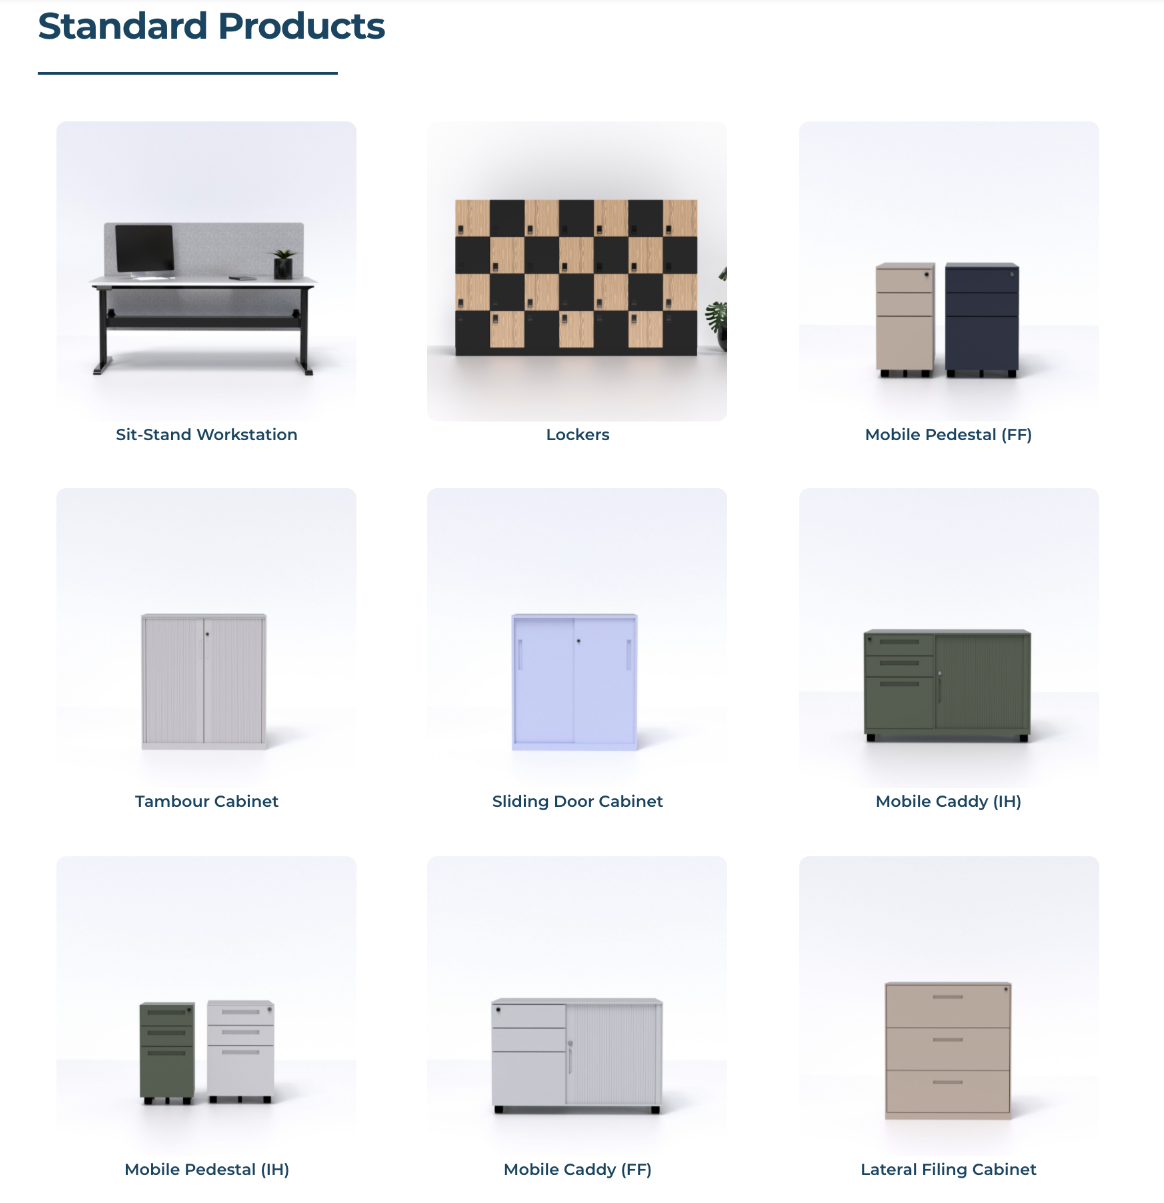 Standard Products
Sit-Stand Workstation
Lockers
Mobile Pedestal (FF)
Tambour Cabinet
Sliding Door Cabinet
Mobile Caddy (IH)
Mobile Pedestal (IH)
Mobile Caddy (FF)
Lateral Filing Cabinet